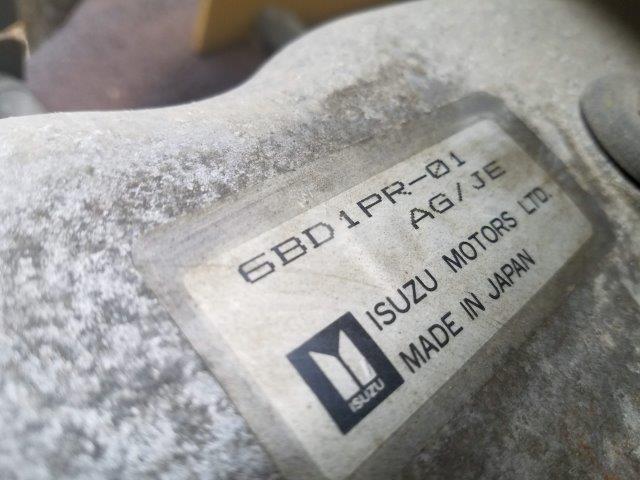 6BD1PR-01
AG/JE
ISUZU MOTORS LTD.
MADE IN JAPAN
ISUZU